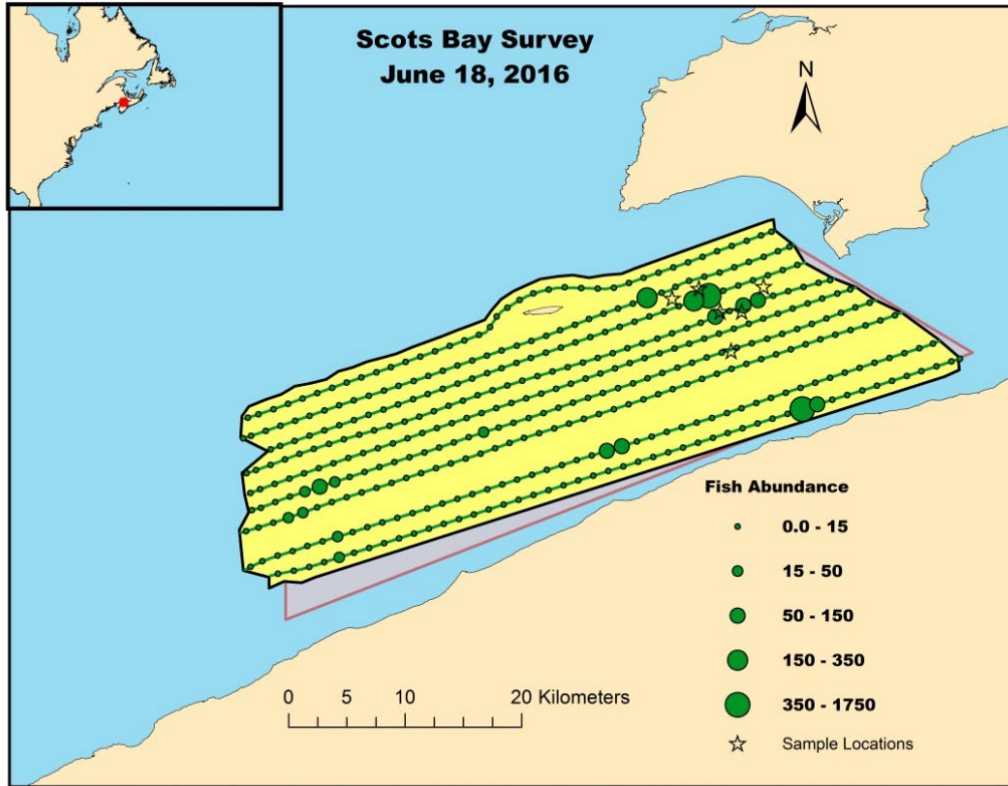 Scots Bay Survey
June 18, 2016
N
Fish Abundance
0.0 - 15
15 - 50
50 - 150
150 - 350
350 - 1750
Sample Locations
0 5 10 20 Kilometers